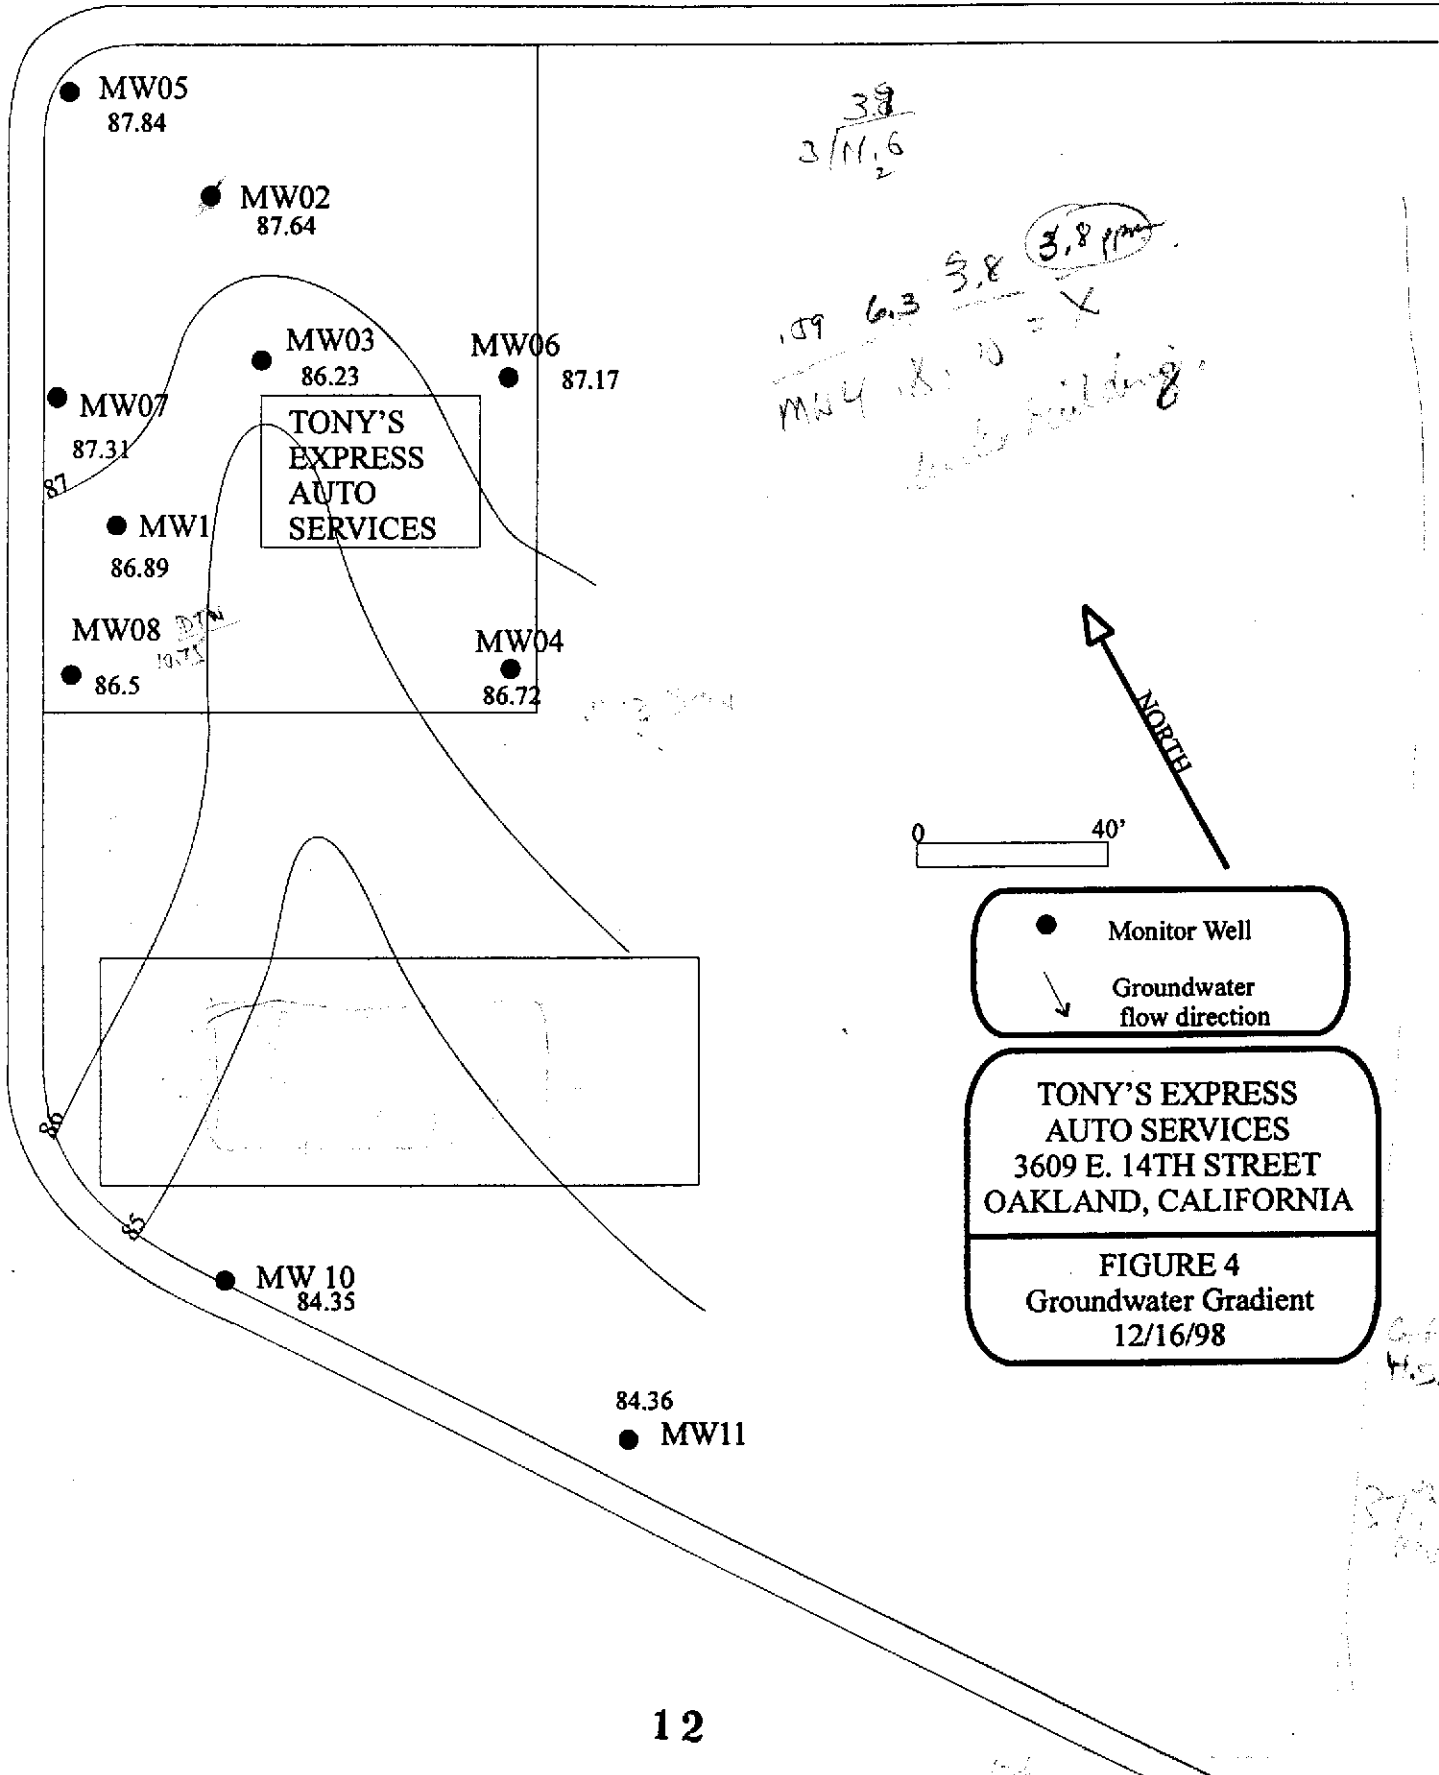 MW05
87.84
MW02
87.64
MW03
86.23
MW06
87.17
MW07
87.31
87
TONY'S
EXPRESS
AUTO
SERVICES
MW1
86.89
MW08
86.5
MW04
86.72
3.8 ppm
6.3 3.8
= X
MW4
building
NORTH
0 40'
Monitor Well
Groundwater
flow direction
86
85
MW 10
84.35
84.36
MW11
TONY'S EXPRESS
AUTO SERVICES
3609 E. 14TH STREET
OAKLAND, CALIFORNIA
FIGURE 4
Groundwater Gradient
12/16/98
12